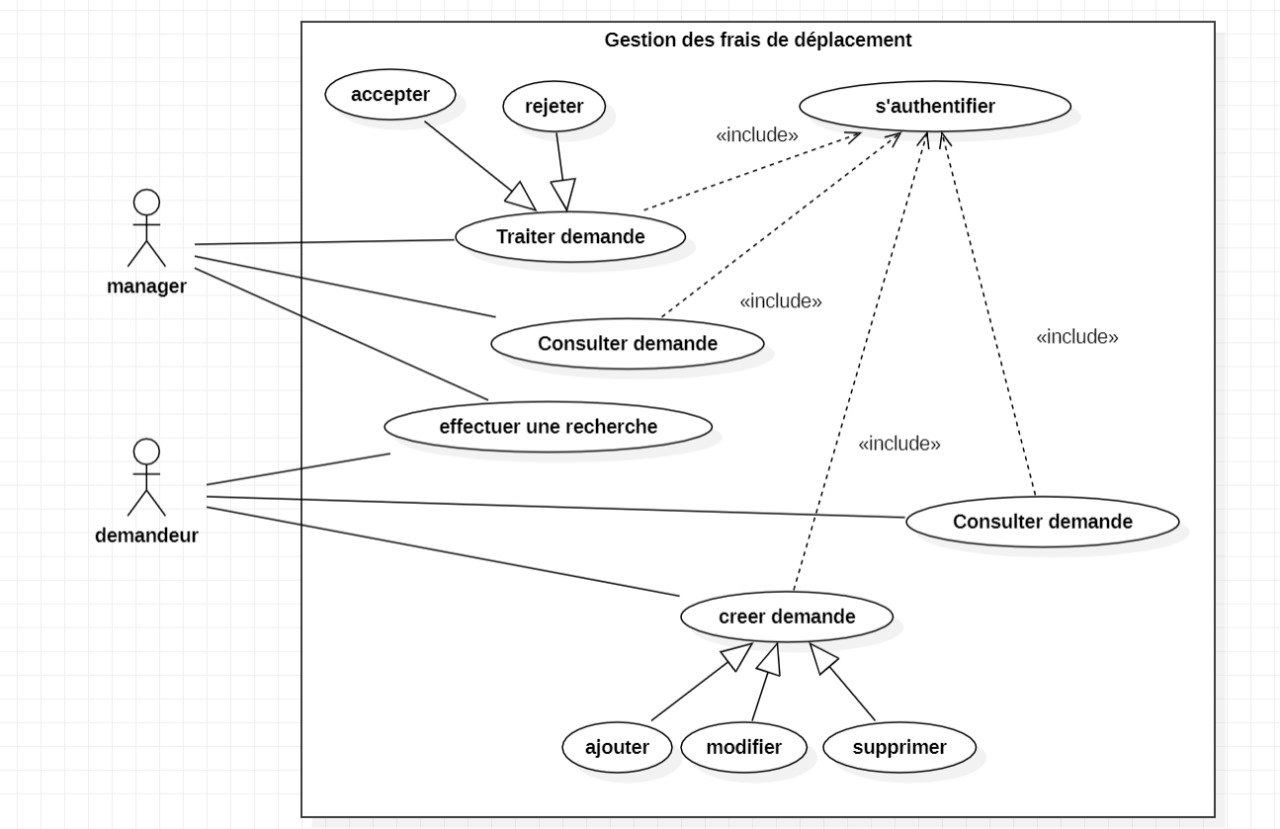 Gestion des frais de déplacement
accepter
rejeter
s'authentifier
«include»
Traiter demande
manager
«include»
Consulter demande
«include»
effectuer une recherche
«include»
demandeur
Consulter demande
creer demande
ajouter
modifier
supprimer